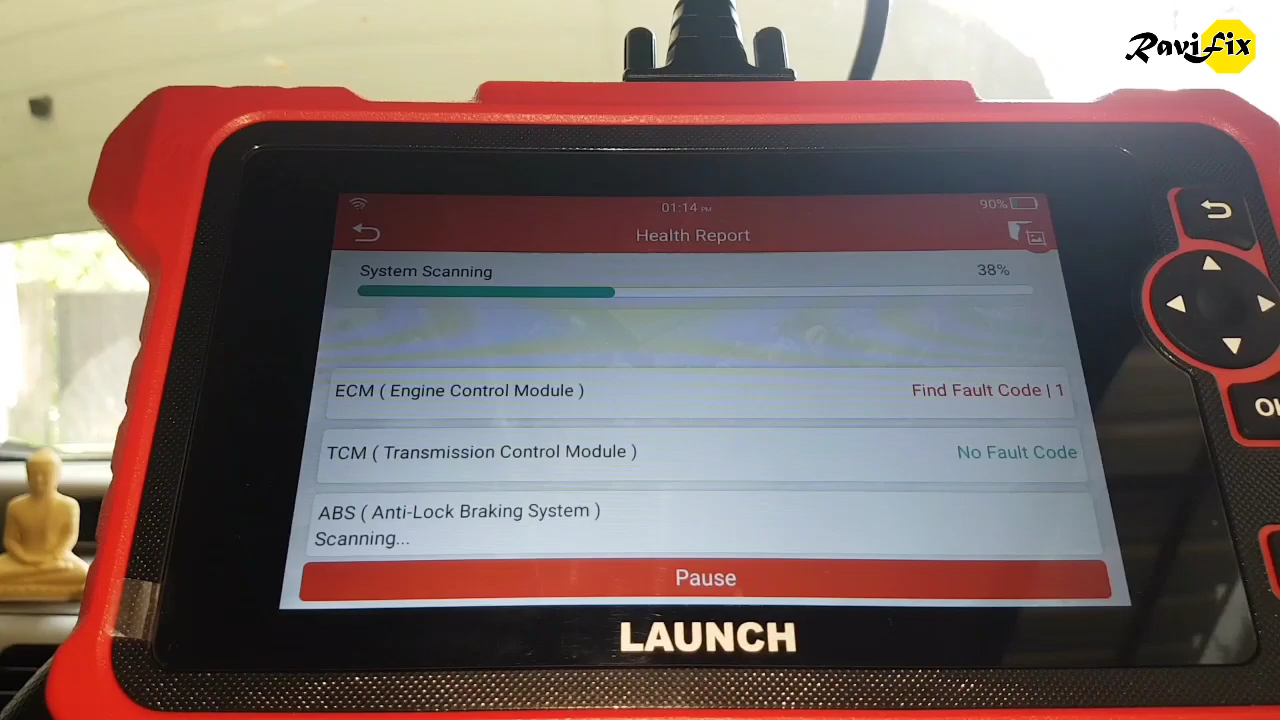 RaviFix
01:14 PM
90%
Health Report
System Scanning
38%
ECM ( Engine Control Module )
Find Fault Code | 1
TCM ( Transmission Control Module )
No Fault Code
ABS ( Anti-Lock Braking System )
Scanning...
Pause
LAUNCH